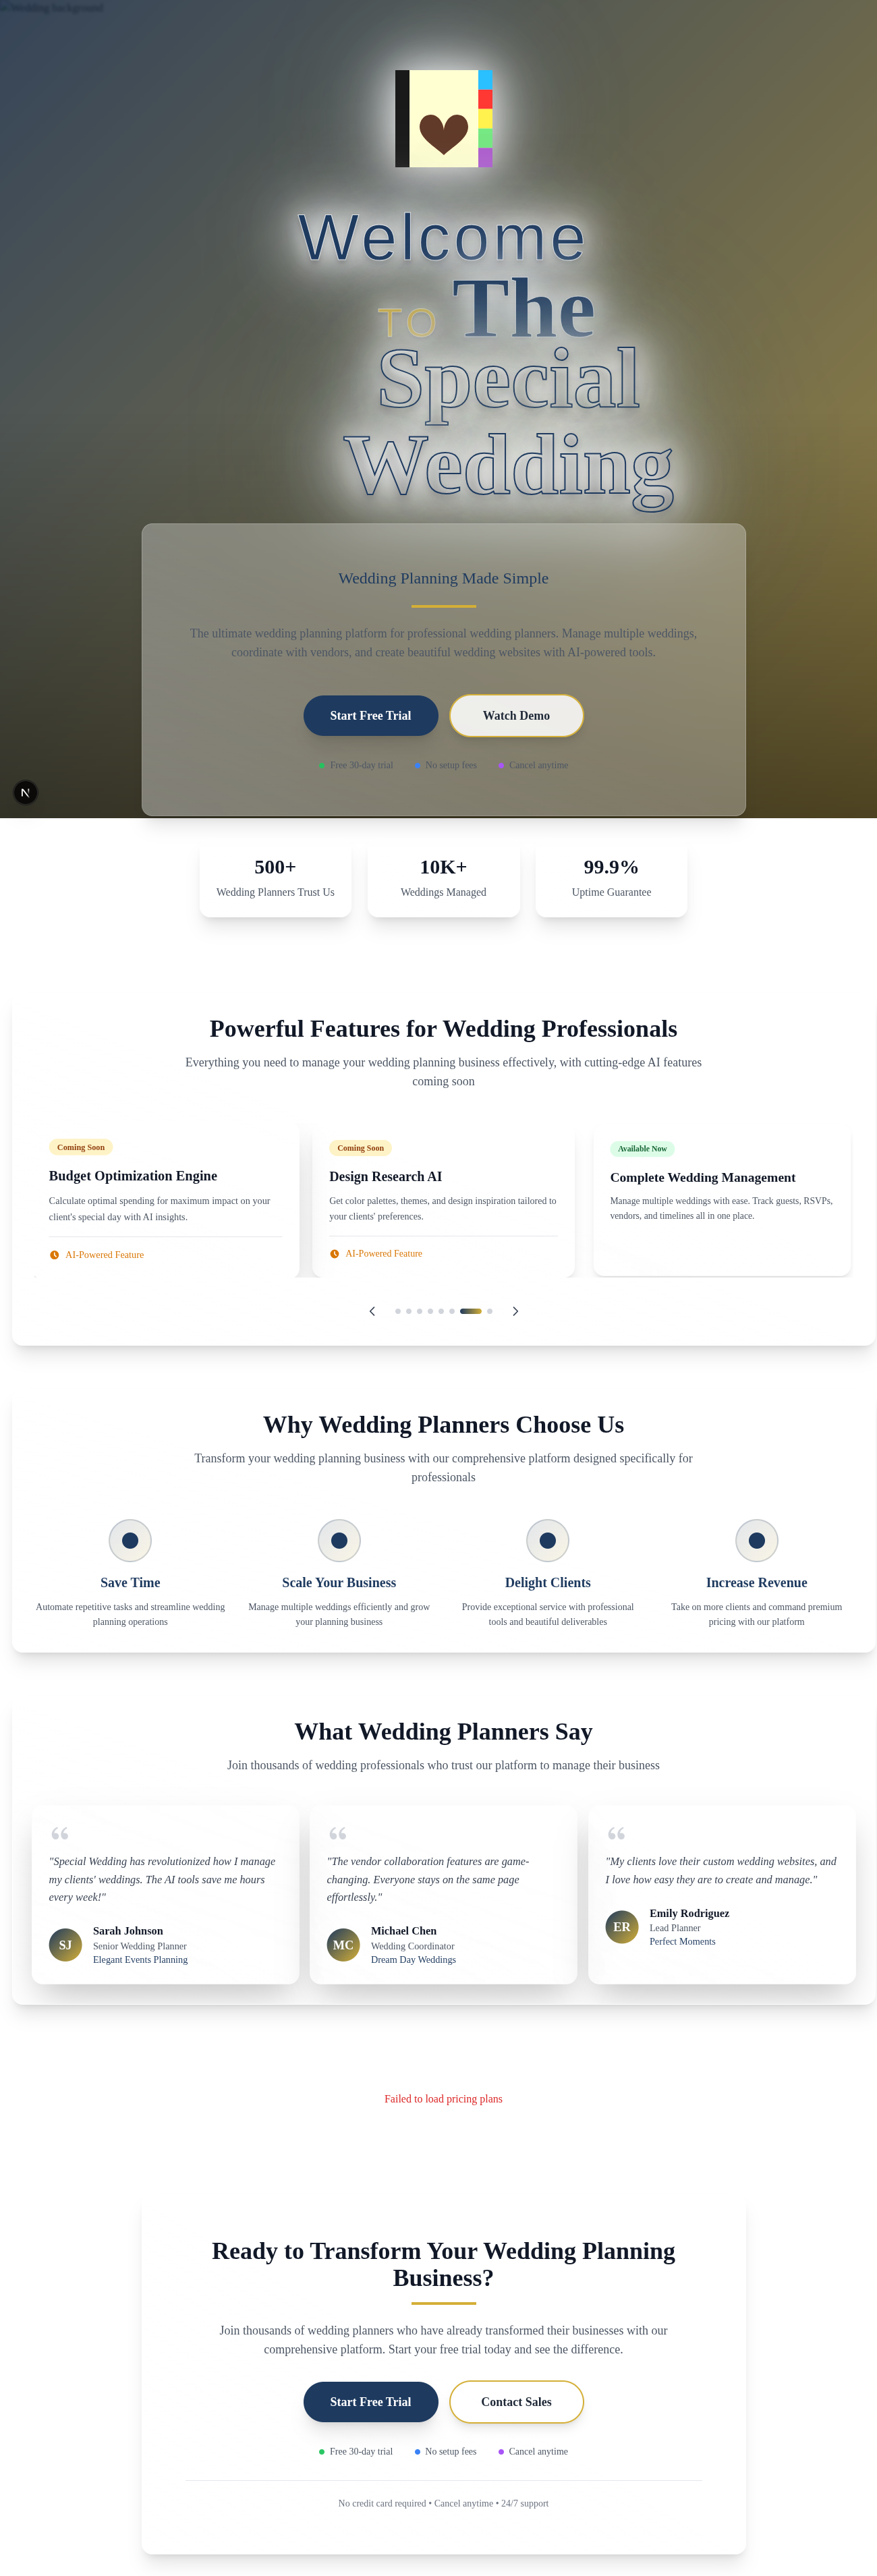 Wedding background
Welcome
TO The
Special
Wedding
Wedding Planning Made Simple
The ultimate wedding planning platform for professional wedding planners. Manage multiple weddings,
coordinate with vendors, and create beautiful wedding websites with AI-powered tools.
Start Free Trial
Watch Demo
Free 30-day trial
No setup fees
Cancel anytime
N
500+
Wedding Planners Trust Us
10K+
Weddings Managed
99.9%
Uptime Guarantee
Powerful Features for Wedding Professionals
Everything you need to manage your wedding planning business effectively, with cutting-edge AI features
coming soon
Coming Soon
Budget Optimization Engine
Calculate optimal spending for maximum impact on your
client's special day with AI insights.
AI-Powered Feature
Coming Soon
Design Research AI
Get color palettes, themes, and design inspiration tailored to
your clients' preferences.
AI-Powered Feature
Available Now
Complete Wedding Management
Manage multiple weddings with ease. Track guests, RSVPs,
vendors, and timelines all in one place.
Why Wedding Planners Choose Us
Transform your wedding planning business with our comprehensive platform designed specifically for
professionals
Save Time
Automate repetitive tasks and streamline wedding
planning operations
Scale Your Business
Manage multiple weddings efficiently and grow
your planning business
Delight Clients
Provide exceptional service with professional
tools and beautiful deliverables
Increase Revenue
Take on more clients and command premium
pricing with our platform
What Wedding Planners Say
Join thousands of wedding professionals who trust our platform to manage their business
"Special Wedding has revolutionized how I manage
my clients' weddings. The AI tools save me hours
every week!"
SJ
Sarah Johnson
Senior Wedding Planner
Elegant Events Planning
"The vendor collaboration features are game-
changing. Everyone stays on the same page
effortlessly."
MC
Michael Chen
Wedding Coordinator
Dream Day Weddings
"My clients love their custom wedding websites, and
I love how easy they are to create and manage."
ER
Emily Rodriguez
Lead Planner
Perfect Moments
Failed to load pricing plans
Ready to Transform Your Wedding Planning
Business?
Join thousands of wedding planners who have already transformed their businesses with our
comprehensive platform. Start your free trial today and see the difference.
Start Free Trial
Contact Sales
Free 30-day trial
No setup fees
Cancel anytime
No credit card required • Cancel anytime • 24/7 support